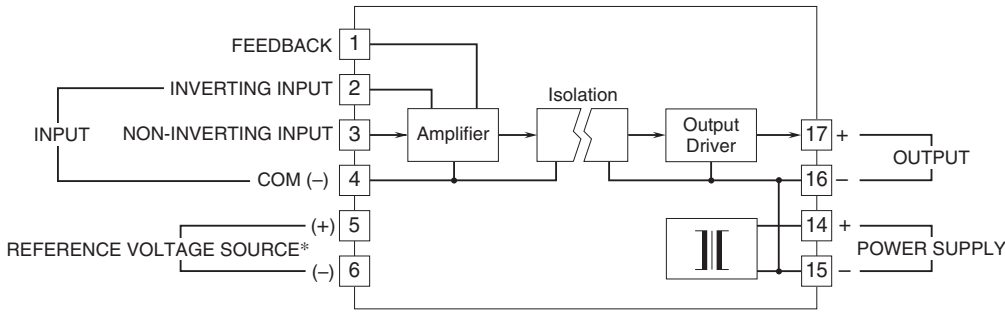 FEEDBACK 1
INVERTING INPUT 2
Isolation
INPUT
NON-INVERTING INPUT 3
Amplifier
Output
Driver
17 +
OUTPUT
COM (–) 4
16 –
(+) 5
14 +
REFERENCE VOLTAGE SOURCE*
POWER SUPPLY
(–) 6
15 –